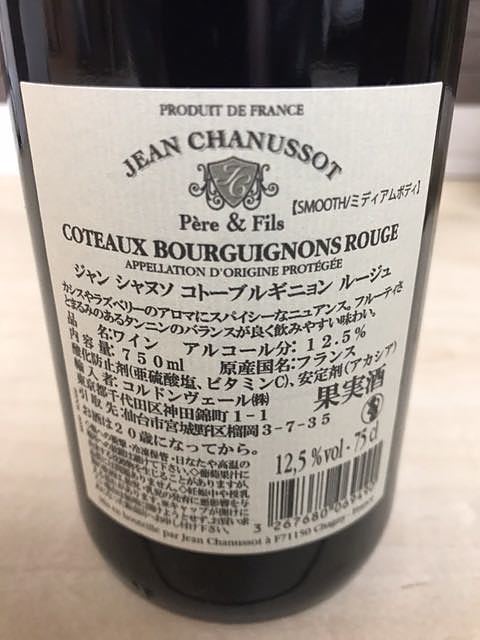 PRODUIT DE FRANCE
JEAN CHANUSSOT
JC
【SMOOTH/ミディアムボディ】
Père & Fils
COTEAUX BOURGUIGNONS ROUGE
APPELLATION D'ORIGINE PROTÉGÉE
ジャン シャヌソ コトーブルギニョン ルージュ
カシスやラズベリーのアロマにスパイシーなニュアンス。フルーティさ
とまろみのあるタンニンのバランスが良く飲みやすい味わい。
品 名:ワイン アルコール分:12.5%
内容量:750ml 原産国名:フランス
酸化防止剤(亜硫酸塩、ビタミンC)、安定剤(アカシア)
輸入者:コルドンヴェール㈱ 果実酒
東京都千代田区神田錦町1-1
引取先:仙台市宮城野区榴岡3-7-35
お酒は20歳になってから。
12,5 %vol - 75 cl
Mis en bouteille par Jean Chanussot à F71150 Chagny - France